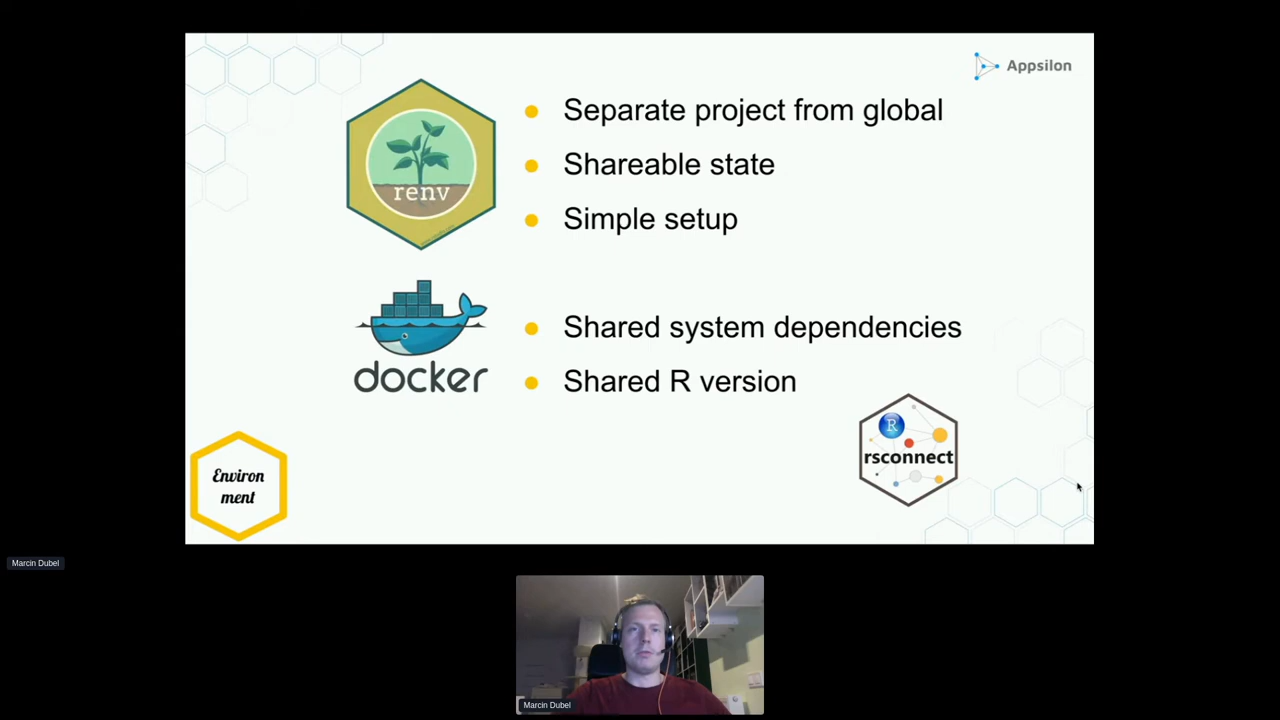 Appsilon
renv
Separate project from global
Shareable state
Simple setup
docker
Shared system dependencies
Shared R version
R
rsconnect
Environ
ment
Marcin Dubel
Marcin Dubel